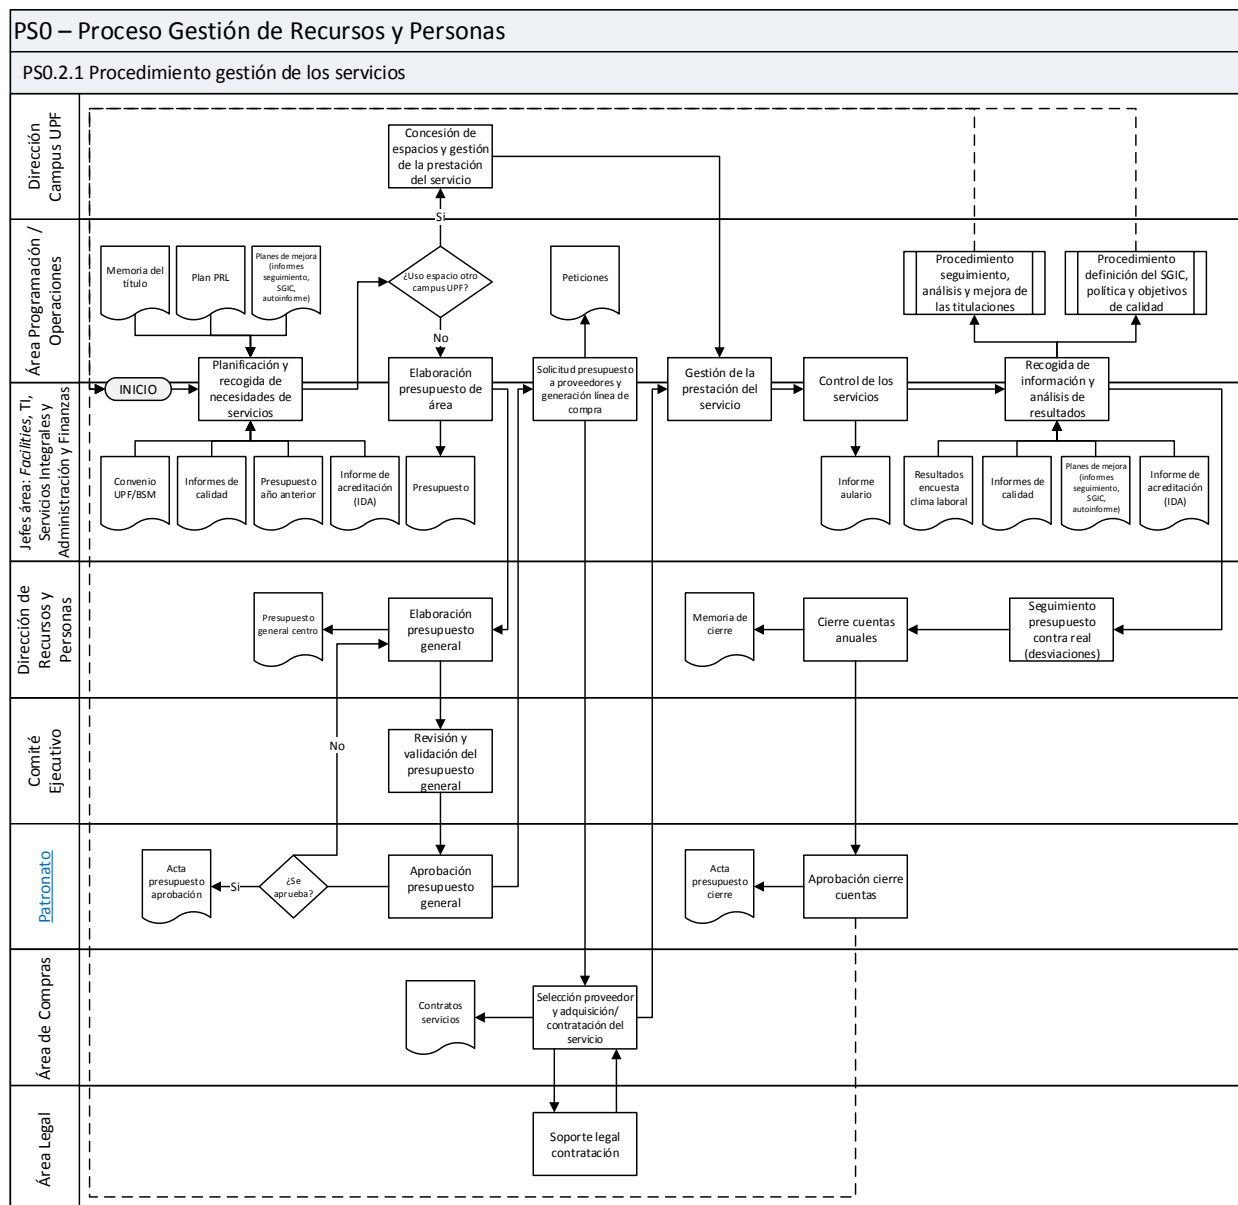 PS0 – Proceso Gestión de Recursos y Personas
PS0.2.1 Procedimiento gestión de los servicios
Dirección
Campus UPF
Concesión de
espacios y gestión
de la prestación
del servicio
Si
Área Programación /
Operaciones
Memoria del
título
Plan PRL
Planes de mejora
(informes
seguimiento,
SGIC,
autoinforme)
¿Uso espacio otro
campus UPF?
No
Peticiones
Procedimiento
seguimiento,
análisis y mejora
de las titulaciones
Procedimiento
definición del SGIC,
política y objetivos
de calidad
INICIO
Planificación y
recogida de
necesidades de
servicios
Elaboración
presupuesto de
área
Solicitud presupuesto
a proveedores y
generación línea de
compra
Gestión de la
prestación del
servicio
Control de los
servicios
Recogida de
información y
análisis de
resultados
Jefes área: Facilities, TI,
Servicios Integrales y
Administración y Finanzas
Convenio
UPF/BSM
Informes de
calidad
Presupuesto
año anterior
Informe de
acreditación
(IDA)
Presupuesto
Informe
aulario
Resultados
encuesta
clima laboral
Informes de
calidad
Planes de mejora
(informes
seguimiento,
SGIC,
autoinforme)
Informe de
acreditación
(IDA)
Dirección de
Recursos y
Personas
Presupuesto
general centro
Elaboración
presupuesto
general
Memoria de
cierre
Cierre cuentas
anuales
Seguimiento
presupuesto
contra real
(desviaciones)
Comité
Ejecutivo
No
Revisión y
validación del
presupuesto
general
Patronato
Acta
presupuesto
aprobación
Si
¿Se
aprueba?
Aprobación
presupuesto
general
Acta
presupuesto
cierre
Aprobación cierre
cuentas
Área de Compras
Contratos
servicios
Selección proveedor
y adquisición/
contratación del
servicio
Área Legal
Soporte legal
contratación